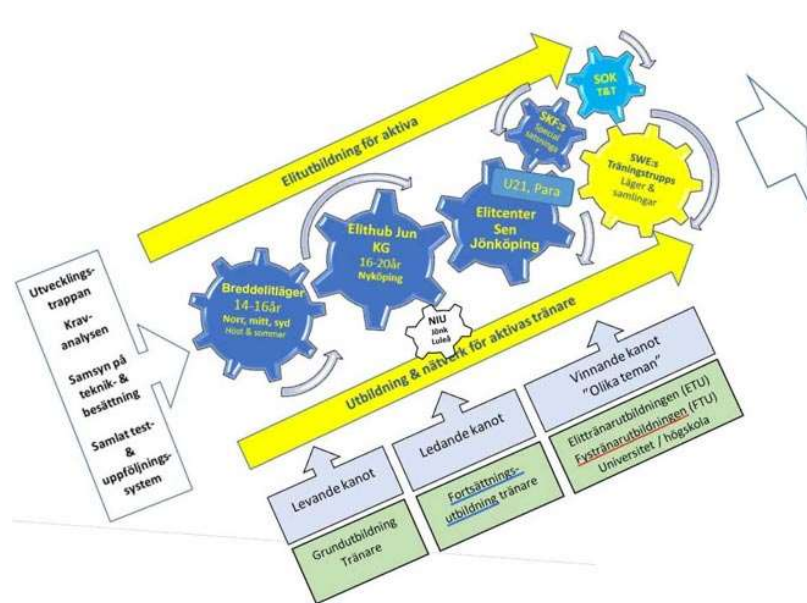 Elitutbildning för aktiva
SOK
T&T
SKF:s
Special
sättninga
r
SWE:s
Träningstrupps
Läger &
samlingar
U21, Para
Elitcenter
Sen
Jönköping
Elithub Jun
KG
16-20år
Nyköping
Breddelitläger
14-16år
Norr, mitt, syd
Höst & sommar
NIU
Jönk
Luleå
Utvecklings-
trappan
Krav-
analysen
Samsyn på
teknik- &
besättning
Samlat test-
&
uppföljnings-
system
Utbildning & nätverk för aktivas tränare
Levande kanot
Ledande kanot
Vinnande kanot
"Olika teman"
Grundutbildning
Tränare
Fortsättnings-
utbildning tränare
Elittränarutbildningen (ETU)
Fystränarutbildningen (FTU)
Universitet / högskola